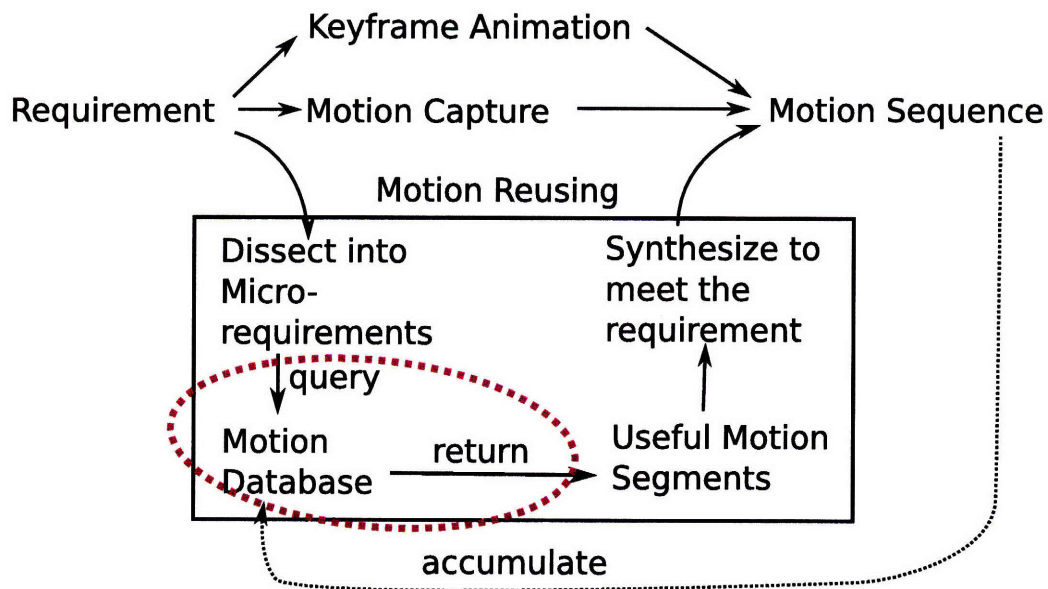 Keyframe Animation
Requirement
Motion Capture
Motion Sequence
Motion Reusing
Dissect into
Micro-
requirements
query
Motion
Database
return
Useful Motion
Segments
Synthesize to
meet the
requirement
accumulate